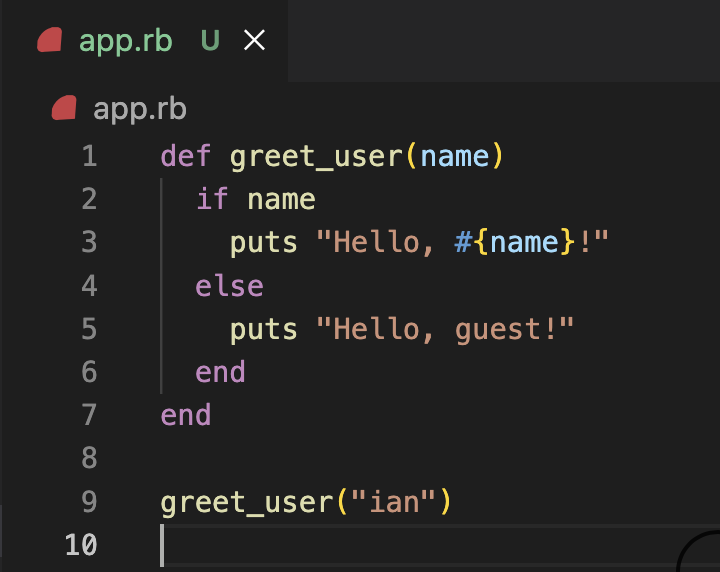 app.rb U
app.rb
1 def greet_user(name)
2   if name
3     puts "Hello, #{name}!"
4   else
5     puts "Hello, guest!"
6   end
7 end
8
9 greet_user("ian")
10